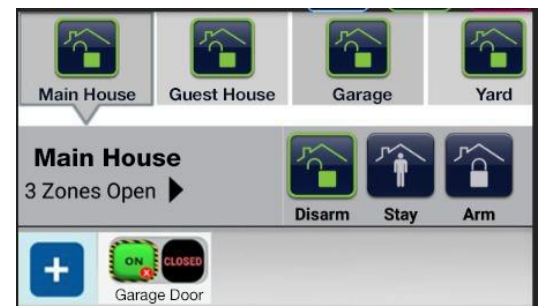 Main House
Guest House
Garage
Yard
Main House
3 Zones Open
Disarm
Stay
Arm
+
ON
CLOSED
Garage Door